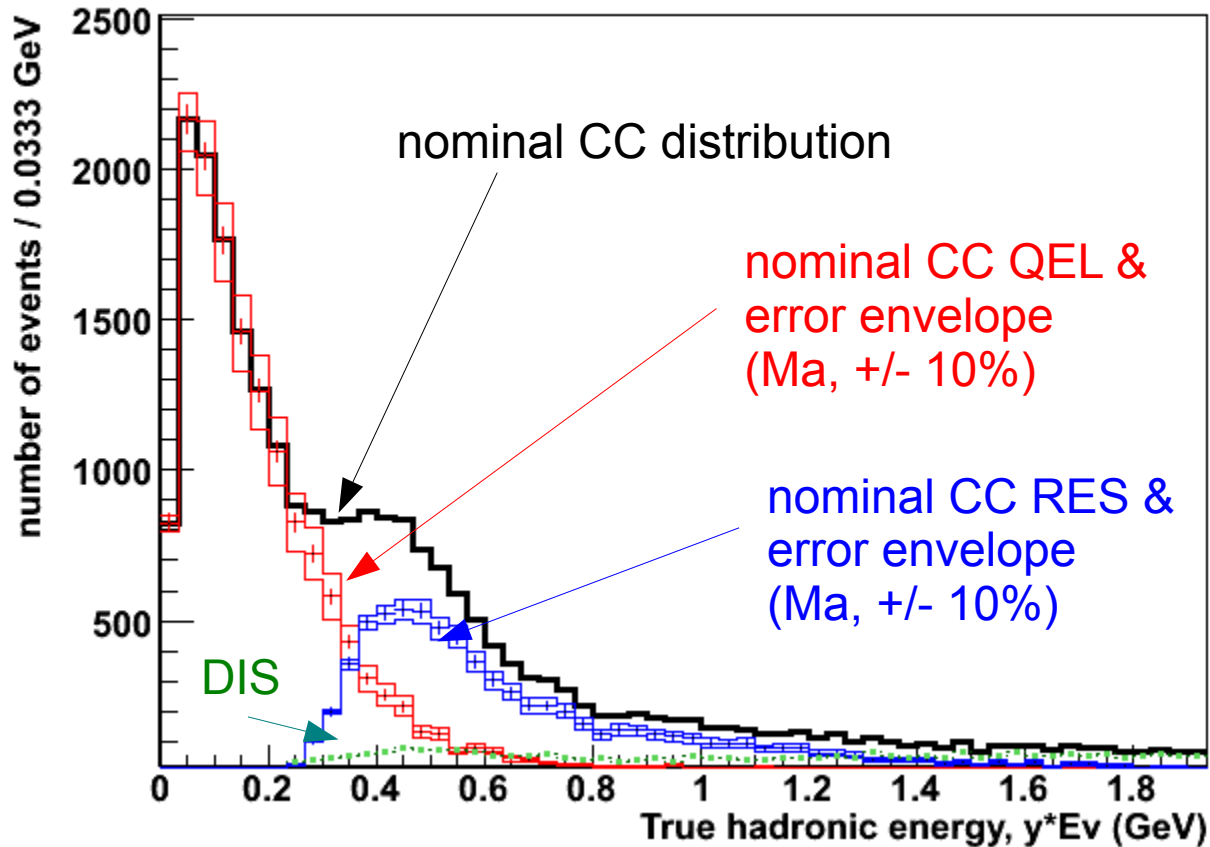 2500
2000
1500
1000
500
number of events / 0.0333 GeV
nominal CC distribution
nominal CC QEL &
error envelope
(Ma, +/- 10%)
nominal CC RES &
error envelope
(Ma, +/- 10%)
DIS
0 0.2 0.4 0.6 0.8 1 1.2 1.4 1.6 1.8
True hadronic energy, y*Ev (GeV)